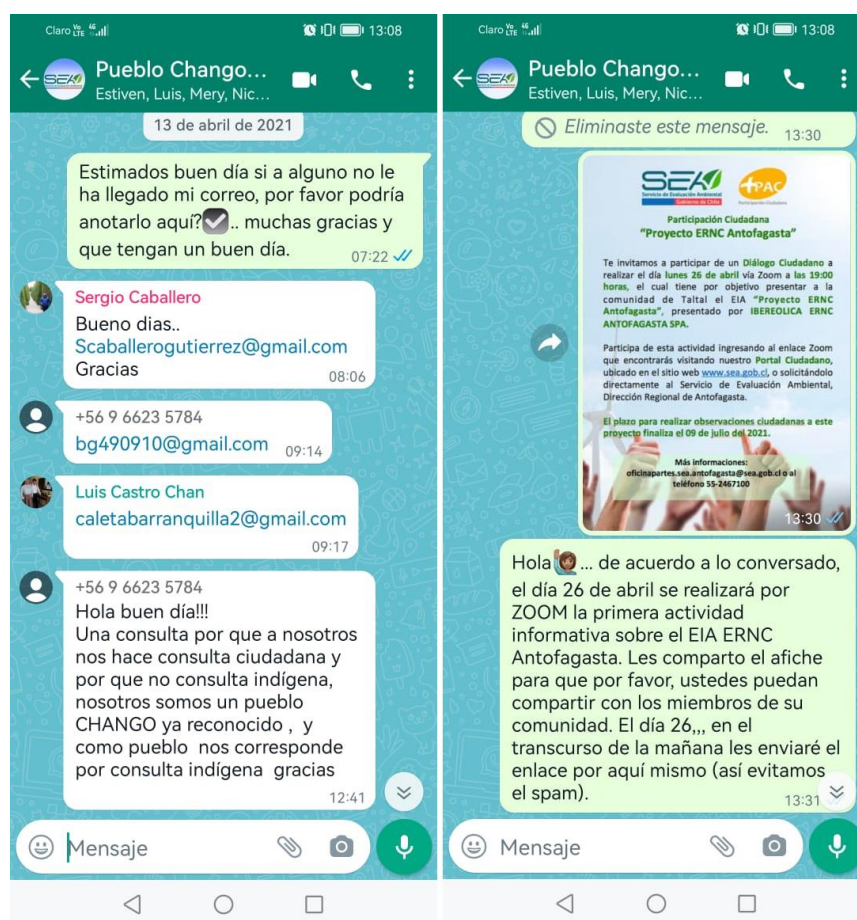 Claro VoLTE 4G 13:08
Pueblo Chango...
Estiven, Luis, Mery, Nic...
13 de abril de 2021
Estimados buen día si a alguno no le
ha llegado mi correo, por favor podría
anotarlo aquí?☑️.. muchas gracias y
que tengan un buen día. 07:22
Sergio Caballero
Bueno dias..
Scaballerogutierrez@gmail.com
Gracias 08:06
+56 9 6623 5784
bg490910@gmail.com 09:14
Luis Castro Chan
caletabarranquilla2@gmail.com
09:17
+56 9 6623 5784
Hola buen día!!!
Una consulta por que a nosotros
nos hace consulta ciudadana y
por que no consulta indígena,
nosotros somos un pueblo
CHANGO ya reconocido , y
como pueblo nos corresponde
por consulta indígena gracias
12:41
Mensaje
Claro VoLTE 4G 13:08
Pueblo Chango...
Estiven, Luis, Mery, Nic...
Eliminaste este mensaje. 13:30
SEA
Servicio de Evaluación Ambiental
Gobierno de Chile
+PAC
Participación Ciudadana
Participación Ciudadana
"Proyecto ERNC Antofagasta"
Te invitamos a participar de un Diálogo Ciudadano a
realizar el día lunes 26 de abril vía Zoom a las 19:00
horas, el cual tiene por objetivo presentar a la
comunidad de Taltal el EIA "Proyecto ERNC
Antofagasta", presentado por IBEREOLICA ERNC
ANTOFAGASTA SPA.
Participa de esta actividad ingresando al enlace Zoom
que encontrarás visitando nuestro Portal Ciudadano,
ubicado en el sitio web www.sea.gob.cl, o solicitándolo
directamente al Servicio de Evaluación Ambiental,
Dirección Regional de Antofagasta.
El plazo para realizar observaciones ciudadanas a este
proyecto finaliza el 09 de julio del 2021.
Más informaciones:
oficinapartes.sea.antofagasta@sea.gob.cl o al
teléfono 55-2467100
13:30
Hola🙋🏽... de acuerdo a lo conversado,
el día 26 de abril se realizará por
ZOOM la primera actividad
informativa sobre el EIA ERNC
Antofagasta. Les comparto el afiche
para que por favor, ustedes puedan
compartir con los miembros de su
comunidad. El día 26,,, en el
transcurso de la mañana les enviaré el
enlace por aquí mismo (así evitamos
el spam). 13:31
Mensaje